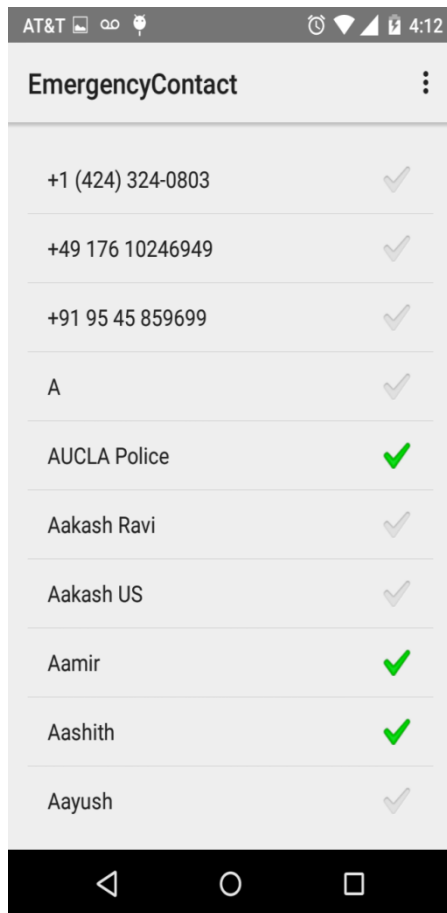 AT&T 4:12
EmergencyContact
+1 (424) 324-0803
+49 176 10246949
+91 95 45 859699
A
AUCLA Police
Aakash Ravi
Aakash US
Aamir
Aashith
Aayush